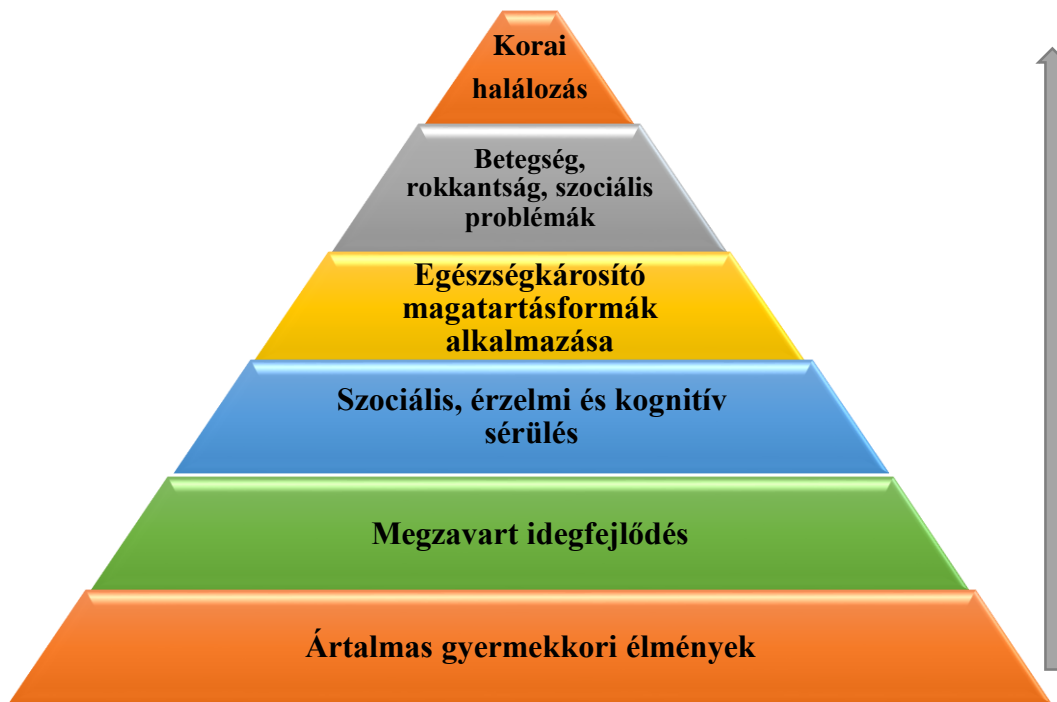 Korai
halálozás
Betegség,
rokkantság, szociális
problémák
Egészségkárosító
magatartásformák
alkalmazása
Szociális, érzelmi és kognitív
sérülés
Megzavart idegfejlődés
Ártalmas gyermekkori élmények